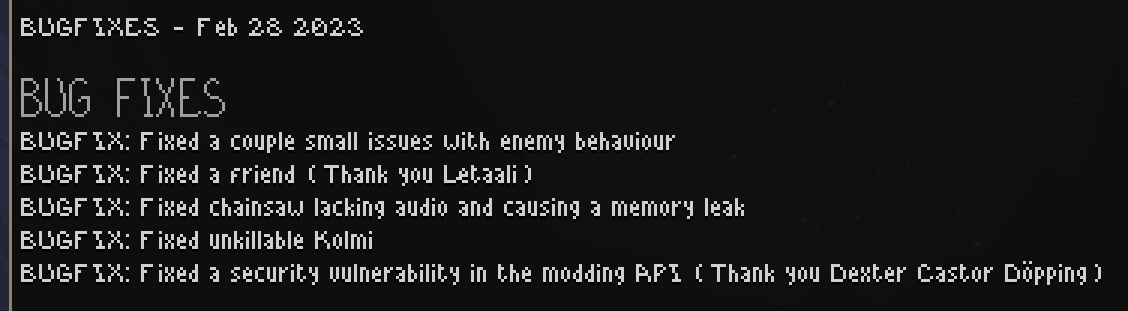 BUGFIXES - Feb 28 2023
BUG FIXES
BUGFIX: Fixed a couple small issues with enemy behaviour
BUGFIX: Fixed a friend ( Thank you Letaali )
BUGFIX: Fixed chainsaw lacking audio and causing a memory leak
BUGFIX: Fixed unkillable Kolmi
BUGFIX: Fixed a security vulnerability in the modding API ( Thank you Dexter Castor Döpping )